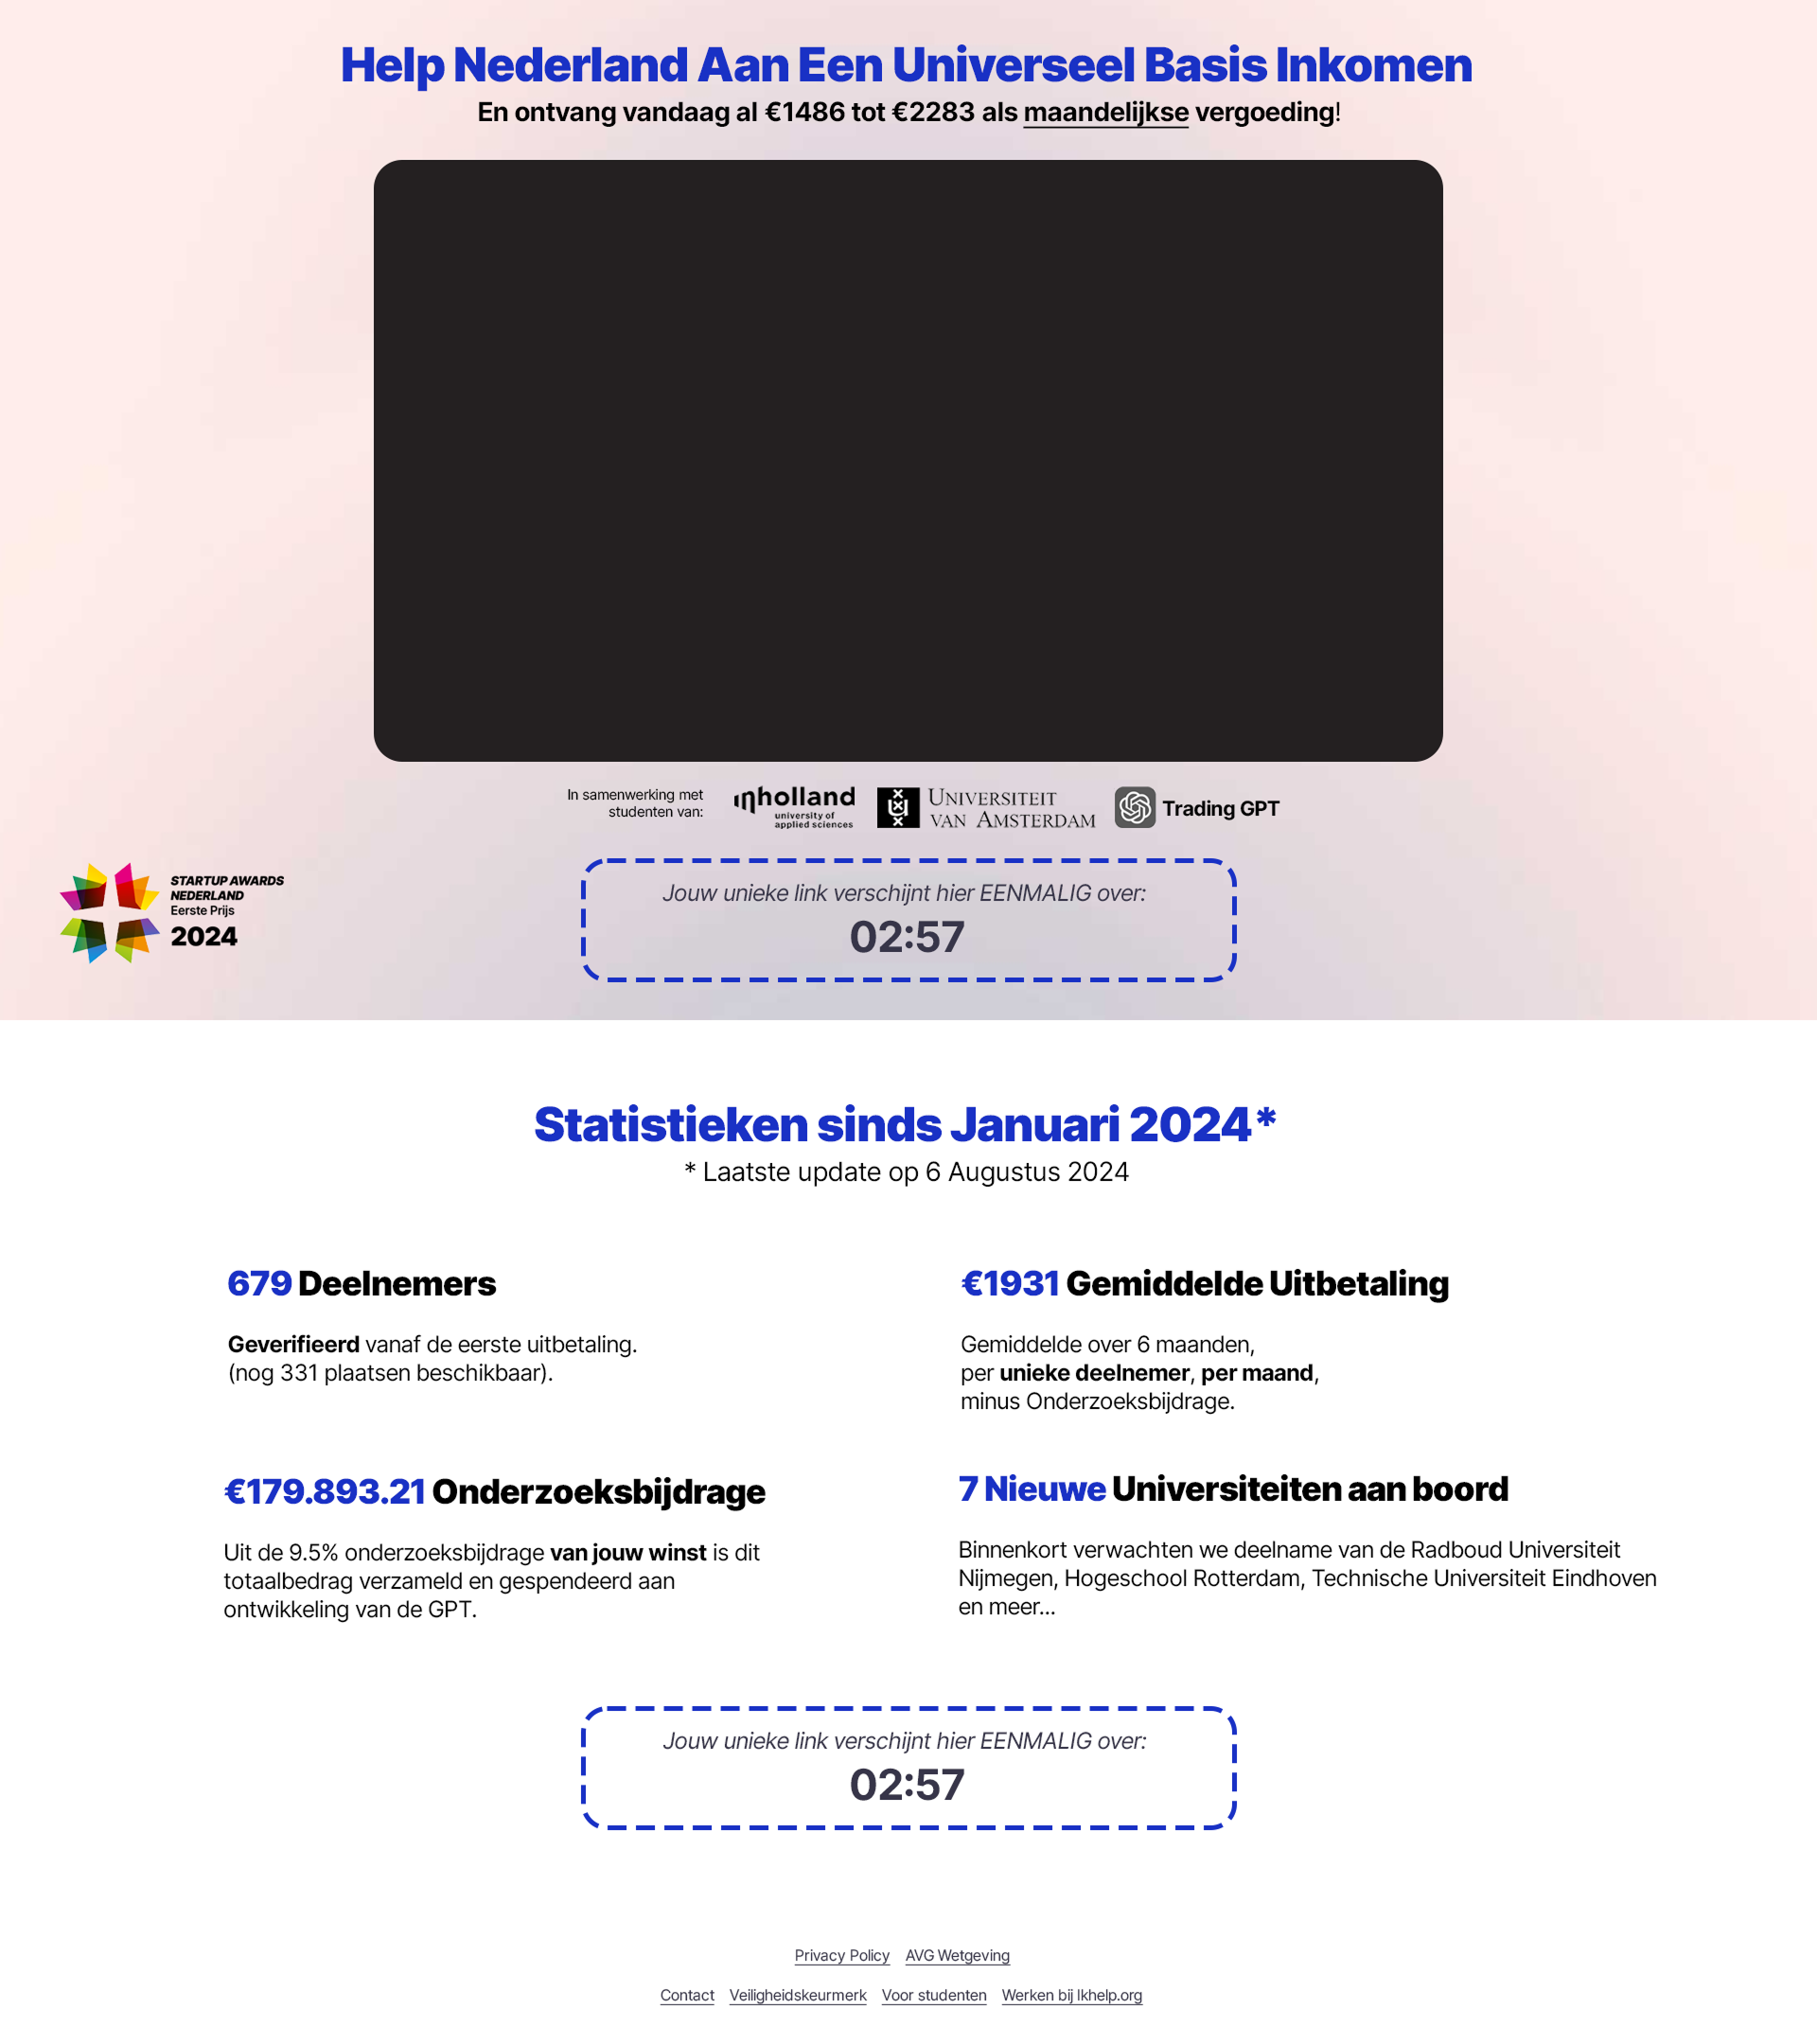 Help Nederland Aan Een Universeel Basis Inkomen
En ontvang vandaag al €1486 tot €2283 als maandelijkse vergoeding!
In samenwerking met
studenten van:
inholland
university of
applied sciences
UNIVERSITEIT
VAN AMSTERDAM
Trading GPT
STARTUP AWARDS
NEDERLAND
Eerste Prijs
2024
Jouw unieke link verschijnt hier EENMALIG over:
02:57
Statistieken sinds Januari 2024*
* Laatste update op 6 Augustus 2024
679 Deelnemers
Geverifieerd vanaf de eerste uitbetaling.
(nog 331 plaatsen beschikbaar).
€1931 Gemiddelde Uitbetaling
Gemiddelde over 6 maanden,
per unieke deelnemer, per maand,
minus Onderzoeksbijdrage.
€179.893.21 Onderzoeksbijdrage
Uit de 9.5% onderzoeksbijdrage van jouw winst is dit
totaalbedrag verzameld en gespendeerd aan
ontwikkeling van de GPT.
7 Nieuwe Universiteiten aan boord
Binnenkort verwachten we deelname van de Radboud Universiteit
Nijmegen, Hogeschool Rotterdam, Technische Universiteit Eindhoven
en meer...
Jouw unieke link verschijnt hier EENMALIG over:
02:57
Privacy Policy AVG Wetgeving
Contact Veiligheidskeurmerk Voor studenten Werken bij Ikhelp.org